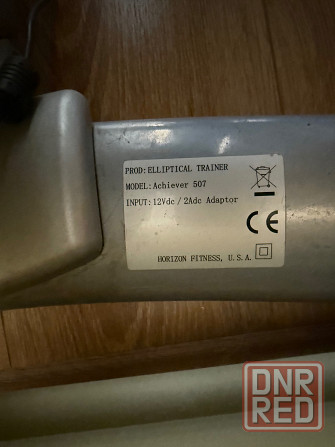 PROD:ELLIPTICAL TRAINER
MODEL:Achiever 507
INPUT:12Vdc / 2Adc Adaptor
CE
HORIZON FITNESS, U.S.A.
DNR
RED